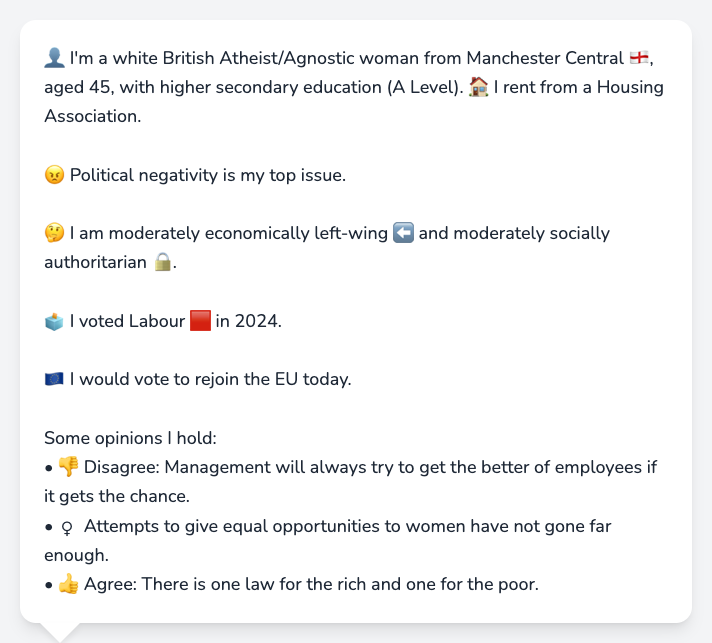 👤 I'm a white British Atheist/Agnostic woman from Manchester Central 🏴󠁧󠁢󠁥󠁮󠁧󠁿,
aged 45, with higher secondary education (A Level). 🏠 I rent from a Housing
Association.
😠 Political negativity is my top issue.
🤔 I am moderately economically left-wing ⬅️ and moderately socially
authoritarian 🔒.
🗳️ I voted Labour 🟥 in 2024.
🇪🇺 I would vote to rejoin the EU today.
Some opinions I hold:
• 👎 Disagree: Management will always try to get the better of employees if
it gets the chance.
• ♀ Attempts to give equal opportunities to women have not gone far
enough.
• 👍 Agree: There is one law for the rich and one for the poor.